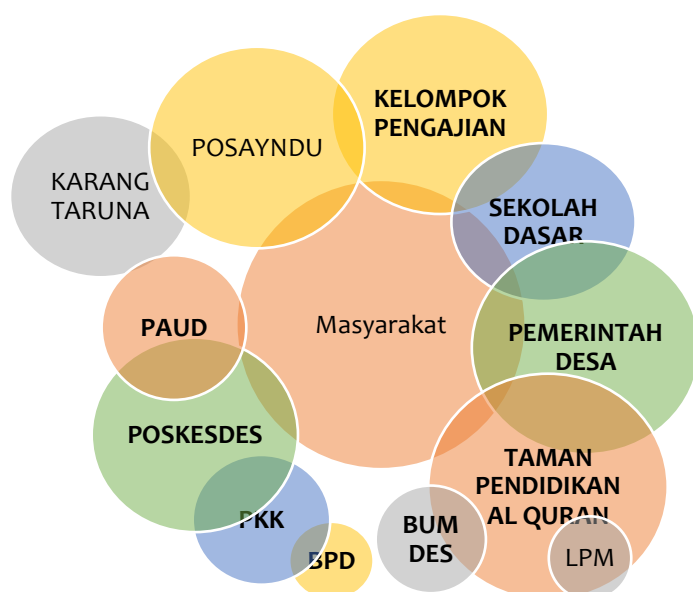 KELOMPOK
PENGAJIAN
POSAYNDU
KARANG
TARUNA
SEKOLAH
DASAR
Masyarakat
PAUD
PEMERINTAH
DESA
POSKESDES
TAMAN
PENDIDIKAN
AL QURAN
PKK
BUM
DES
BPD
LPM